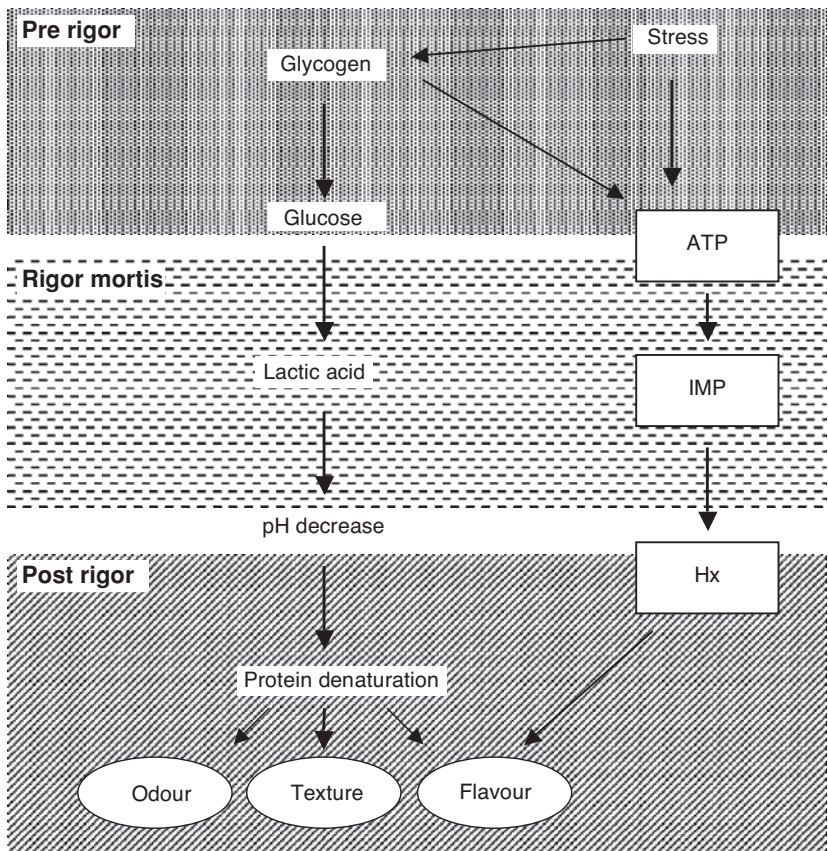 Pre rigor
Stress
Glycogen
Glucose
ATP
Rigor mortis
Lactic acid
IMP
pH decrease
Post rigor
Hx
Protein denaturation
Odour
Texture
Flavour